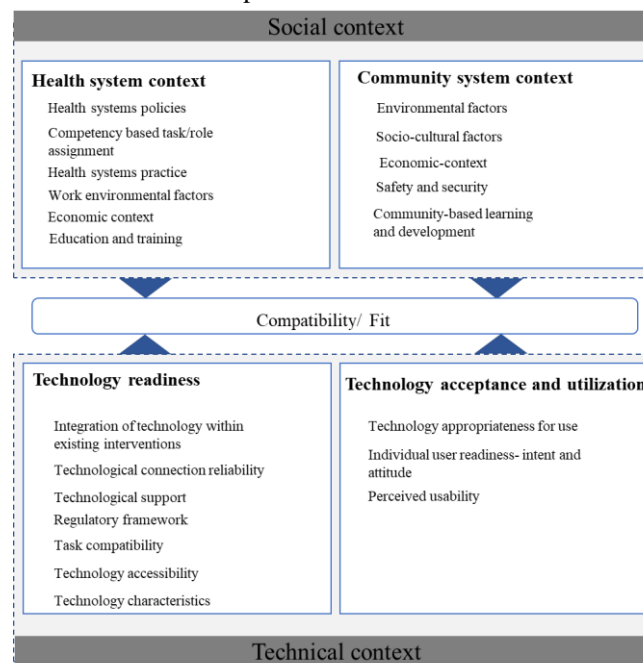 Social context
Health system context
Health systems policies
Competency based task/role
assignment
Health systems practice
Work environmental factors
Economic context
Education and training
Community system context
Environmental factors
Socio-cultural factors
Economic-context
Safety and security
Community-based learning
and development
Compatibility/ Fit
Technology readiness
Integration of technology within
existing interventions
Technological connection reliability
Technological support
Regulatory framework
Task compatibility
Technology accessibility
Technology characteristics
Technology acceptance and utilization
Technology appropriateness for use
Individual user readiness- intent and
attitude
Perceived usability
Technical context